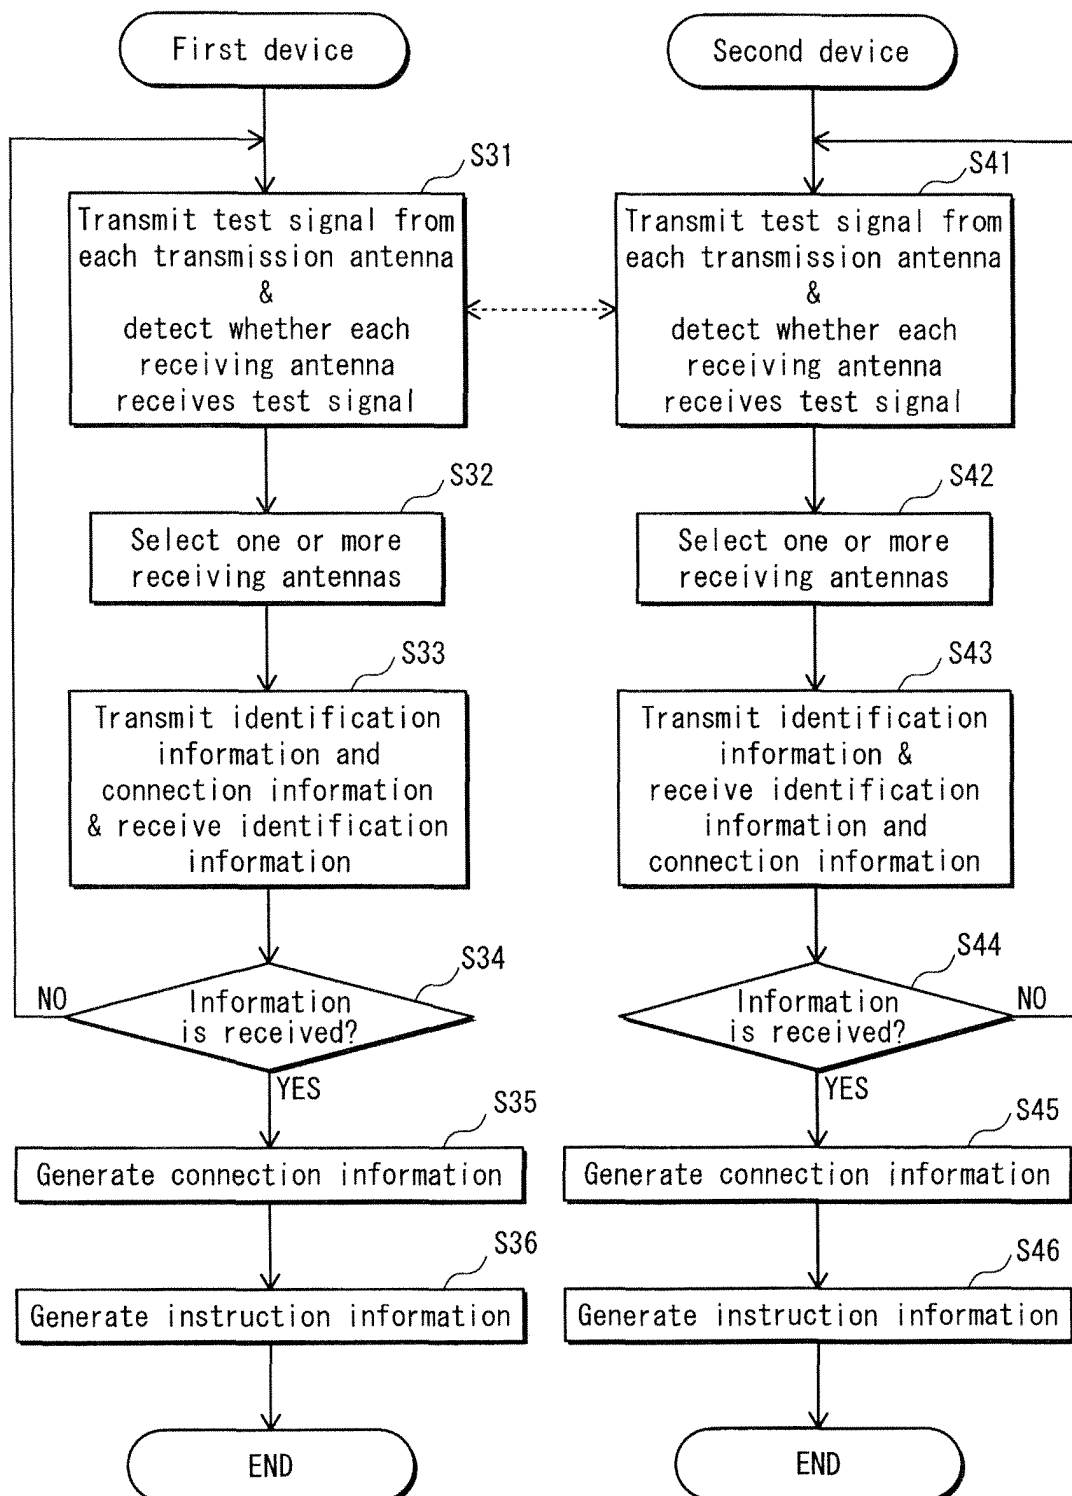 First device
S31
Transmit test signal from
each transmission antenna
&
detect whether each
receiving antenna
receives test signal
S32
Select one or more
receiving antennas
S33
Transmit identification
information and
connection information
& receive identification
information
S34
NO
Information
is received?
YES
S35
Generate connection information
S36
Generate instruction information
END
Second device
S41
Transmit test signal from
each transmission antenna
&
detect whether each
receiving antenna
receives test signal
S42
Select one or more
receiving antennas
S43
Transmit identification
information &
receive identification
information and
connection information
S44
NO
Information
is received?
YES
S45
Generate connection information
S46
Generate instruction information
END